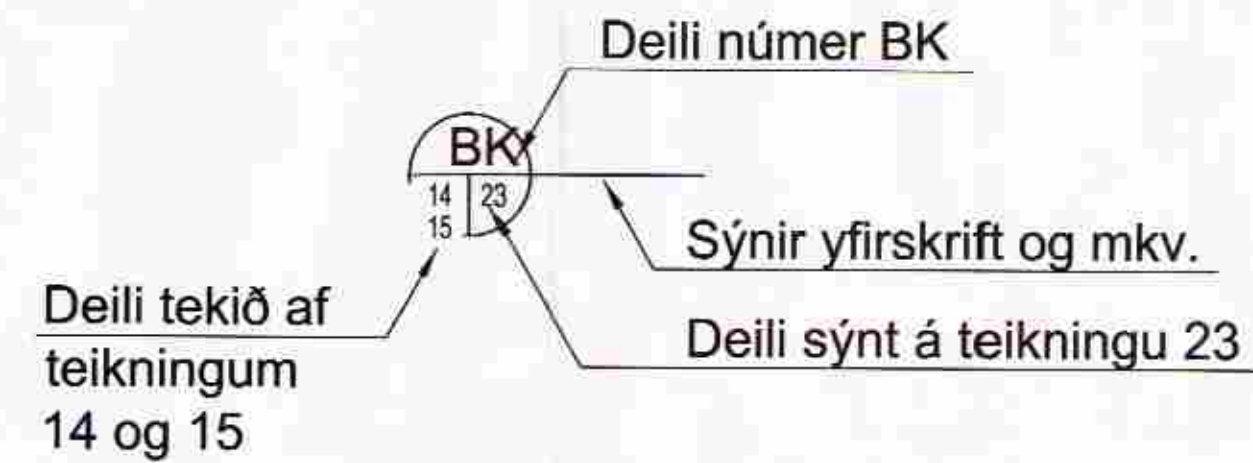 Deili númer BK
BK
14 23
15
Sýnir yfirskrift og mkv.
Deili tekið af
teikningum
14 og 15
Deili sýnt á teikningu 23